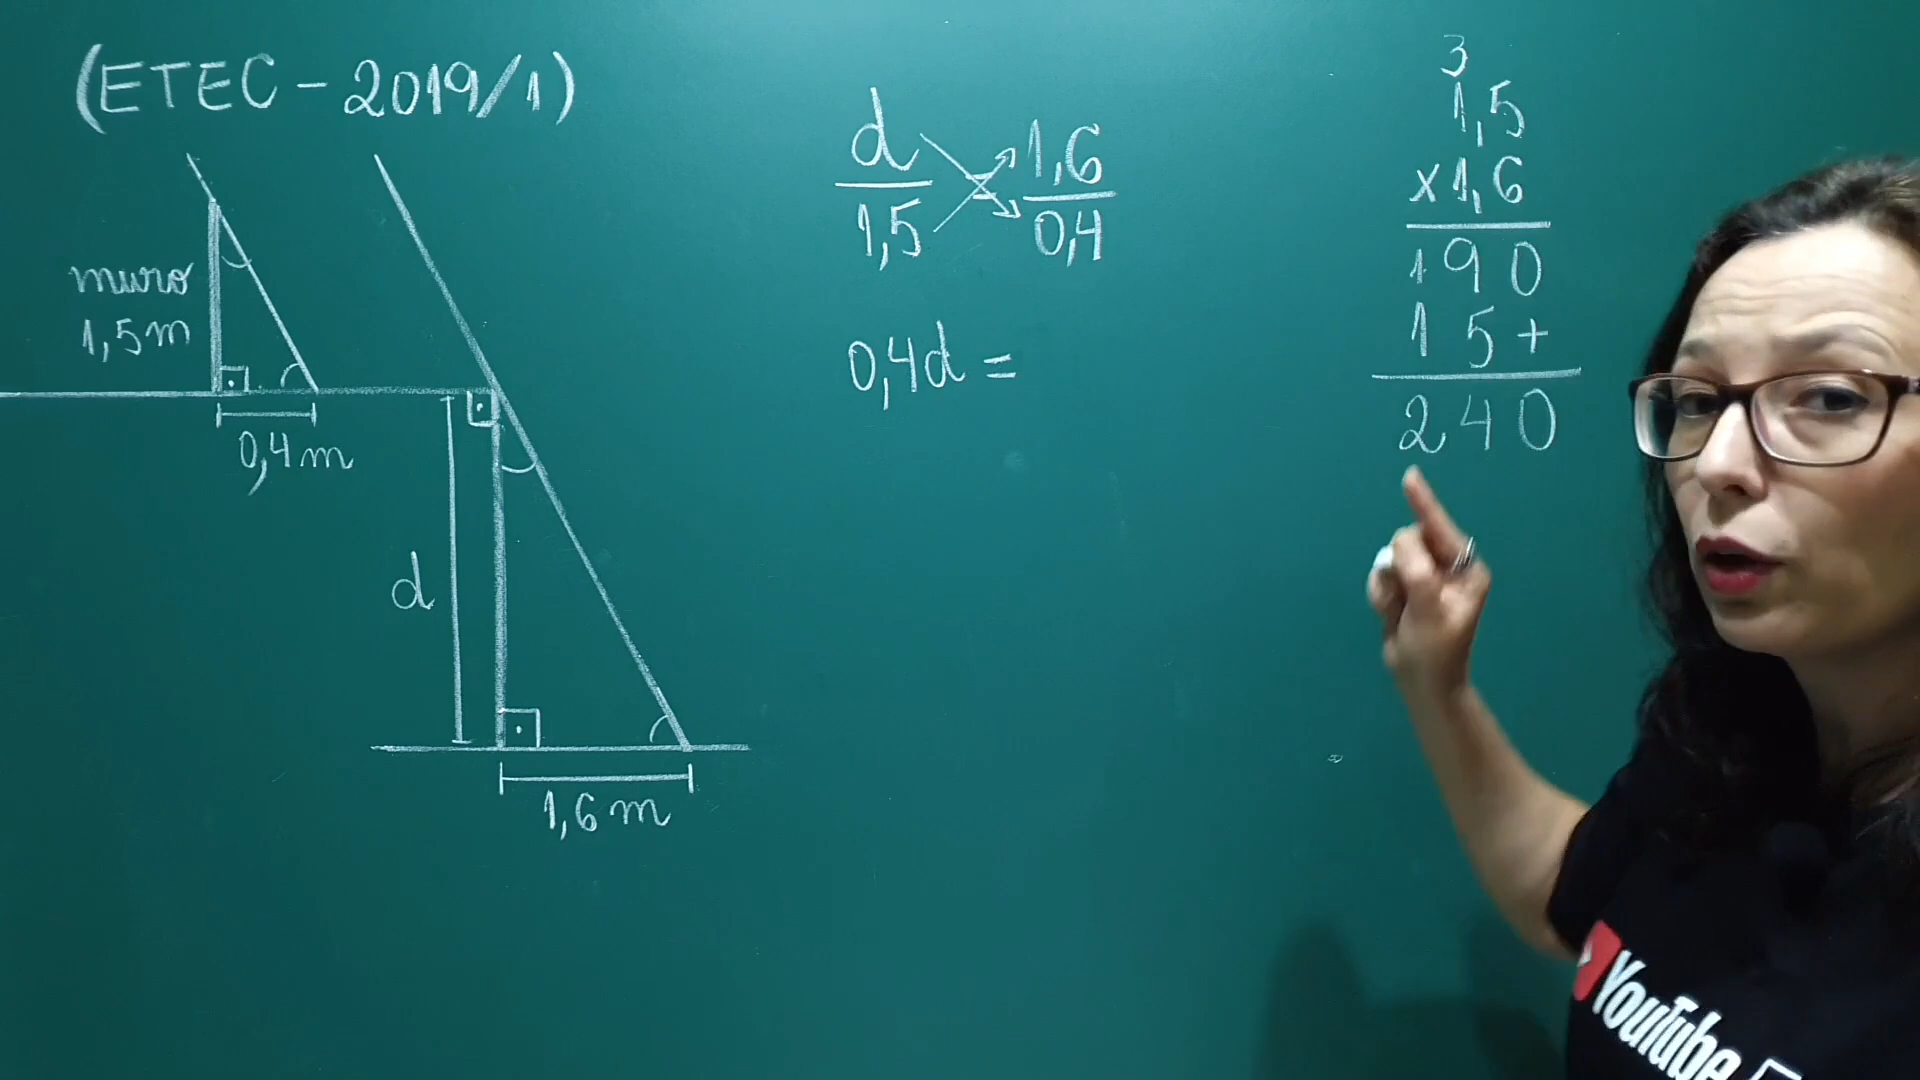 (ETEC - 2019/1)
muro
1,5m
0,4m
d
1,6m
d/1,5 = 1,6/0,4
0,4d =
3
1,5
x1,6
190
15+
240
YouTube